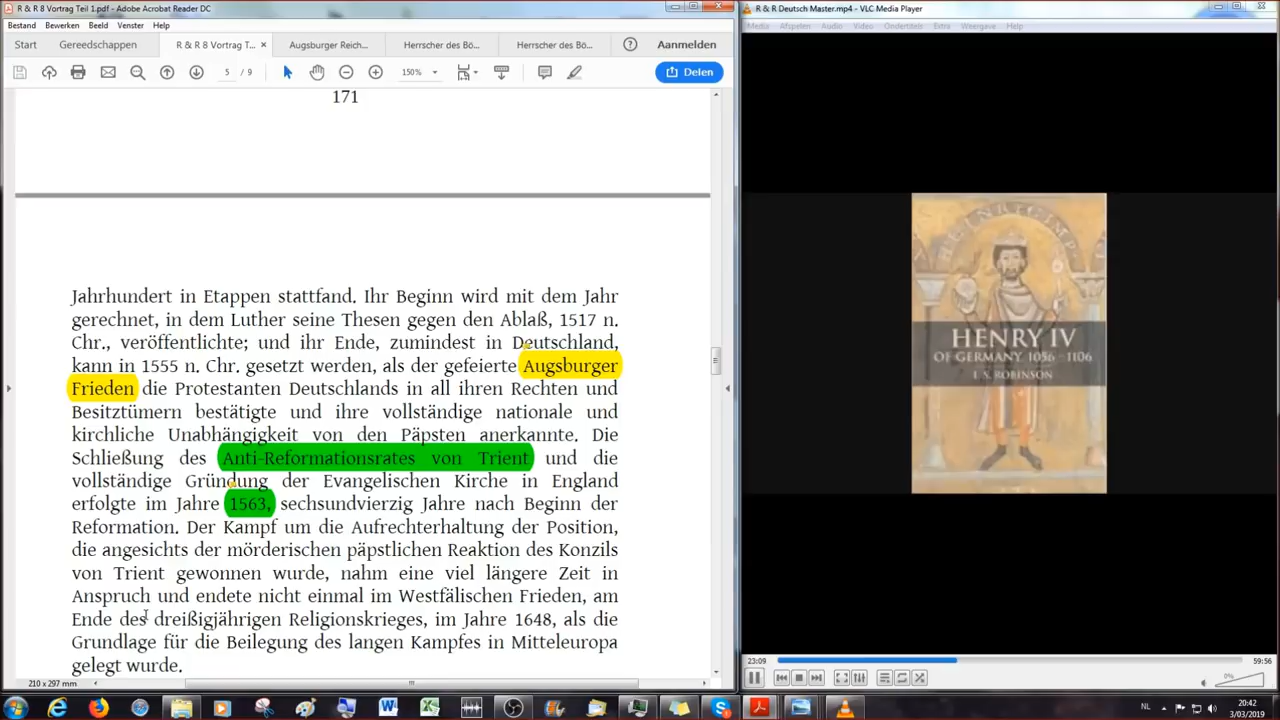 R & R 8 Vortrag Teil 1.pdf - Adobe Acrobat Reader DC
Bestand Bewerken Beeld Venster Help
Start Gereedschappen R & R 8 Vortrag T... × Augsburger Reich... Herrscher des Bö... Herrscher des Bö... ? Aanmelden
5 / 9 150% Delen
171
Jahrhundert in Etappen stattfand. Ihr Beginn wird mit dem Jahr
gerechnet, in dem Luther seine Thesen gegen den Ablaß, 1517 n.
Chr., veröffentlichte; und ihr Ende, zumindest in Deutschland,
kann in 1555 n. Chr. gesetzt werden, als der gefeierte Augsburger
Frieden die Protestanten Deutschlands in all ihren Rechten und
Besitztümern bestätigte und ihre vollständige nationale und
kirchliche Unabhängigkeit von den Päpsten anerkannte. Die
Schließung des Anti-Reformationsrates von Trient und die
vollständige Gründung der Evangelischen Kirche in England
erfolgte im Jahre 1563, sechsundvierzig Jahre nach Beginn der
Reformation. Der Kampf um die Aufrechterhaltung der Position,
die angesichts der mörderischen päpstlichen Reaktion des Konzils
von Trient gewonnen wurde, nahm eine viel längere Zeit in
Anspruch und endete nicht einmal im Westfälischen Frieden, am
Ende des dreißigjährigen Religionskrieges, im Jahre 1648, als die
Grundlage für die Beilegung des langen Kampfes in Mitteleuropa
gelegt wurde.
210 x 297 mm
R & R Deutsch Master.mp4 - VLC Media Player
Media Afspelen Audio Video Ondertitels Extra Weergave Help
HENRY IV
OF GERMANY, 1056-1106
I. S. ROBINSON
23:09 59:56
0%
NL 20:42
3/03/2019